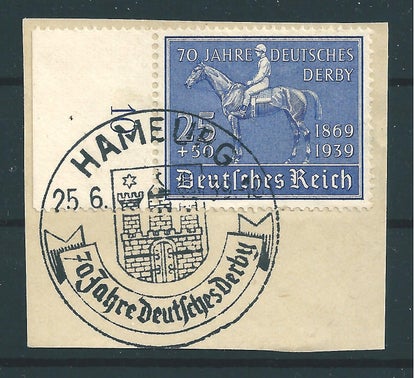 70 JAHRE DEUTSCHES
DERBY
25
+50
1869
1939
Deutsches Reich
HAMBURG
25.6.
70 Jahre Deutsches Derby